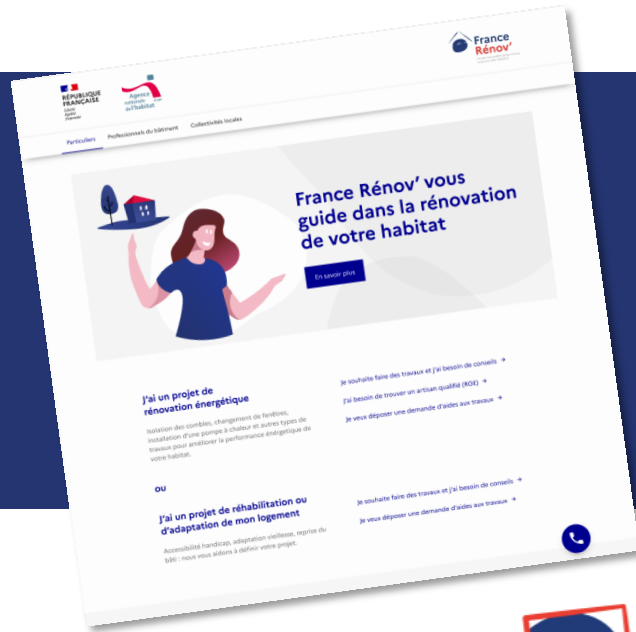 RÉPUBLIQUE
FRANÇAISE
Liberté
Égalité
Fraternité
Agence
nationale
de l'habitat
France
Rénov'
Particuliers
Professionnels du bâtiment
Collectivités locales
France Rénov' vous
guide dans la rénovation
de votre habitat
En savoir plus
J'ai un projet de
rénovation énergétique
Isolation des combles, changement de fenêtres,
installation d'une pompe à chaleur et autres types de
travaux pour améliorer la performance énergétique de
votre habitat.
Je souhaite faire des travaux et j'ai besoin de conseils →
J'ai besoin de trouver un artisan qualifié (RGE) →
Je veux déposer une demande d'aides aux travaux →
ou
J'ai un projet de réhabilitation ou
d'adaptation de mon logement
Accessibilité handicap, adaptation vieillesse, reprise du
bâti : nous vous aidons à définir votre projet.
Je souhaite faire des travaux et j'ai besoin de conseils →
Je veux déposer une demande d'aides aux travaux →